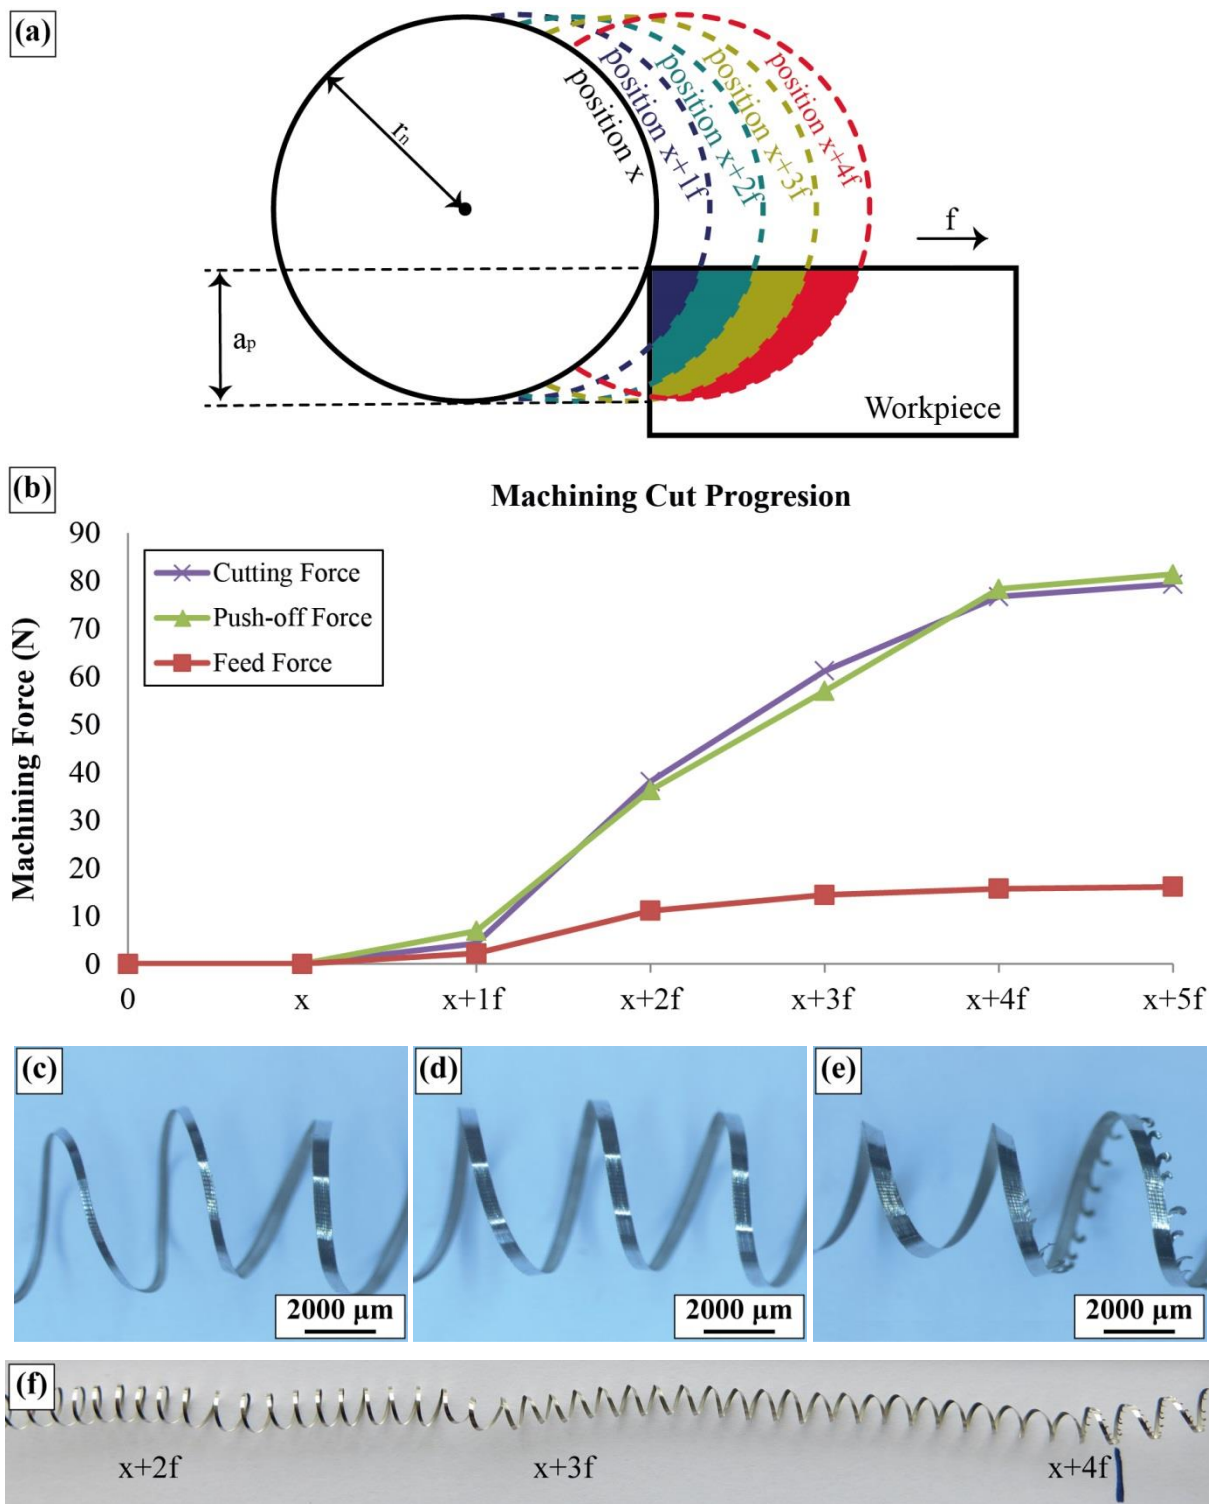 (a)
rn
position x
position x+1f
position x+2f
position x+3f
position x+4f
f
ap
Workpiece
(b)
Machining Cut Progresion
Machining Force (N)
90
80
70
60
50
40
30
20
10
0
Cutting Force
Push-off Force
Feed Force
0 x x+1f x+2f x+3f x+4f x+5f
(c)
2000 µm
(d)
2000 µm
(e)
2000 µm
(f)
x+2f x+3f x+4f